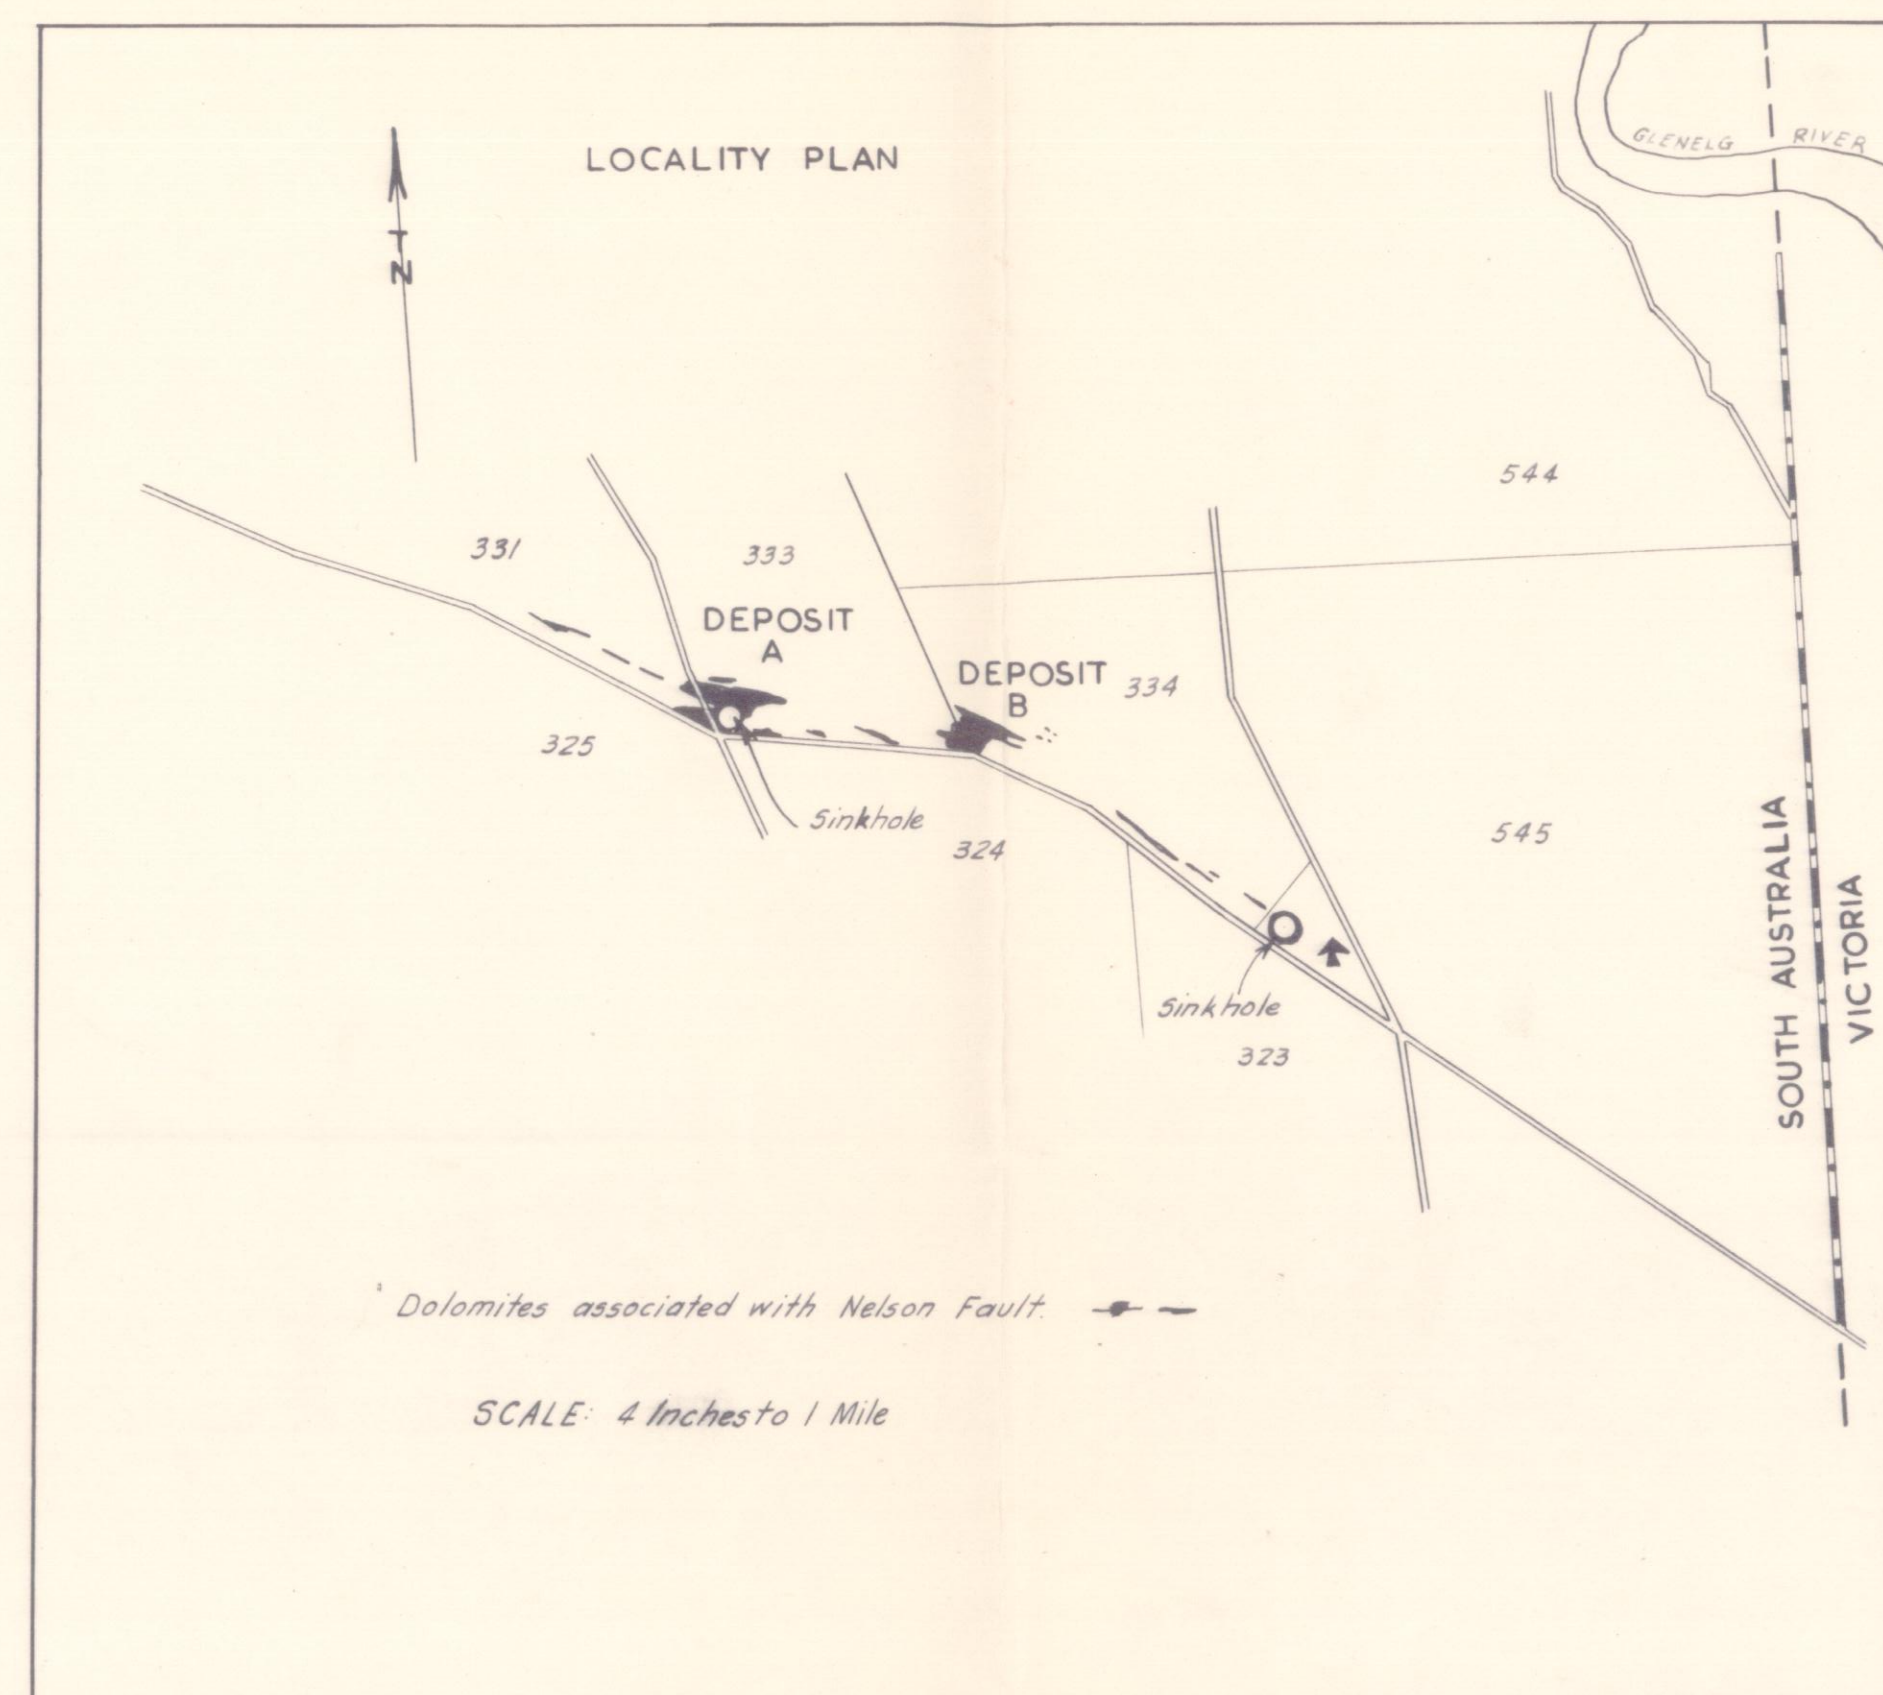 LOCALITY PLAN
T
N
GLENELG RIVER
544
331
333
DEPOSIT
A
DEPOSIT
B
334
325
Sinkhole
324
545
Sinkhole
323
SOUTH AUSTRALIA
VICTORIA
Dolomites associated with Nelson Fault.
SCALE: 4 Inches to 1 Mile